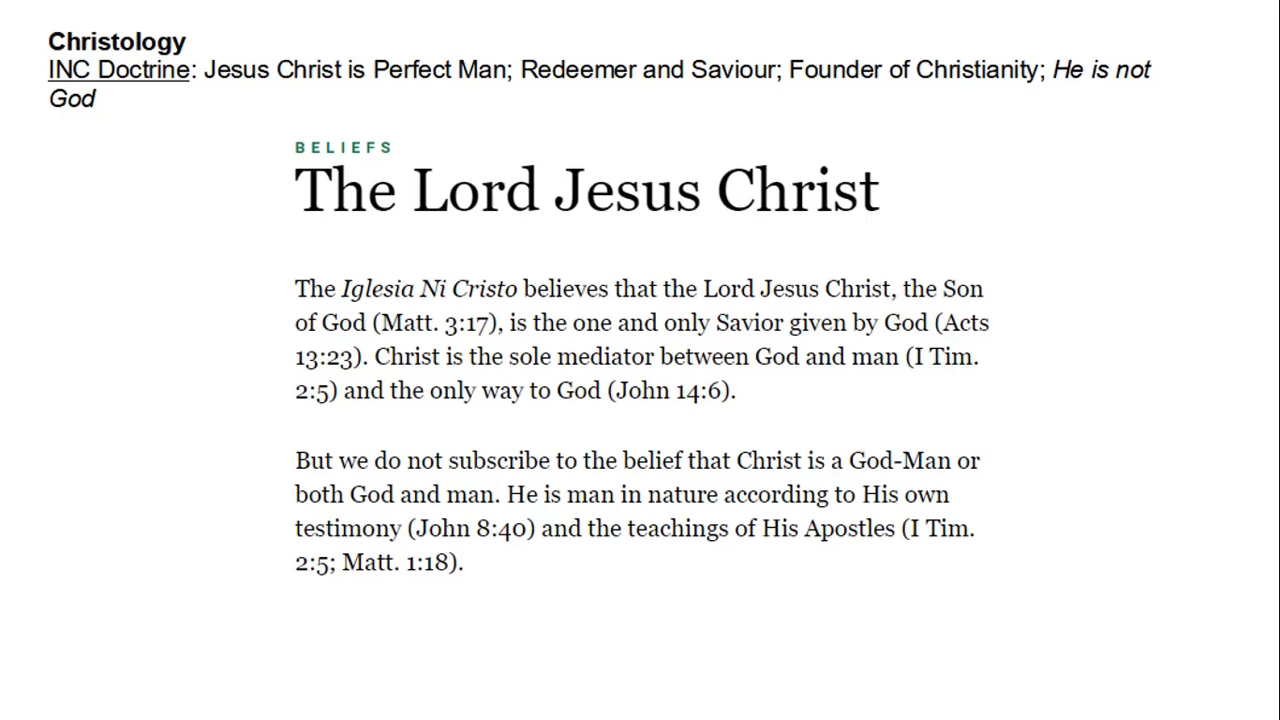 Christology
INC Doctrine: Jesus Christ is Perfect Man; Redeemer and Saviour; Founder of Christianity; He is not
God
BELIEFS
The Lord Jesus Christ
The Iglesia Ni Cristo believes that the Lord Jesus Christ, the Son
of God (Matt. 3:17), is the one and only Savior given by God (Acts
13:23). Christ is the sole mediator between God and man (I Tim.
2:5) and the only way to God (John 14:6).
But we do not subscribe to the belief that Christ is a God-Man or
both God and man. He is man in nature according to His own
testimony (John 8:40) and the teachings of His Apostles (I Tim.
2:5; Matt. 1:18).